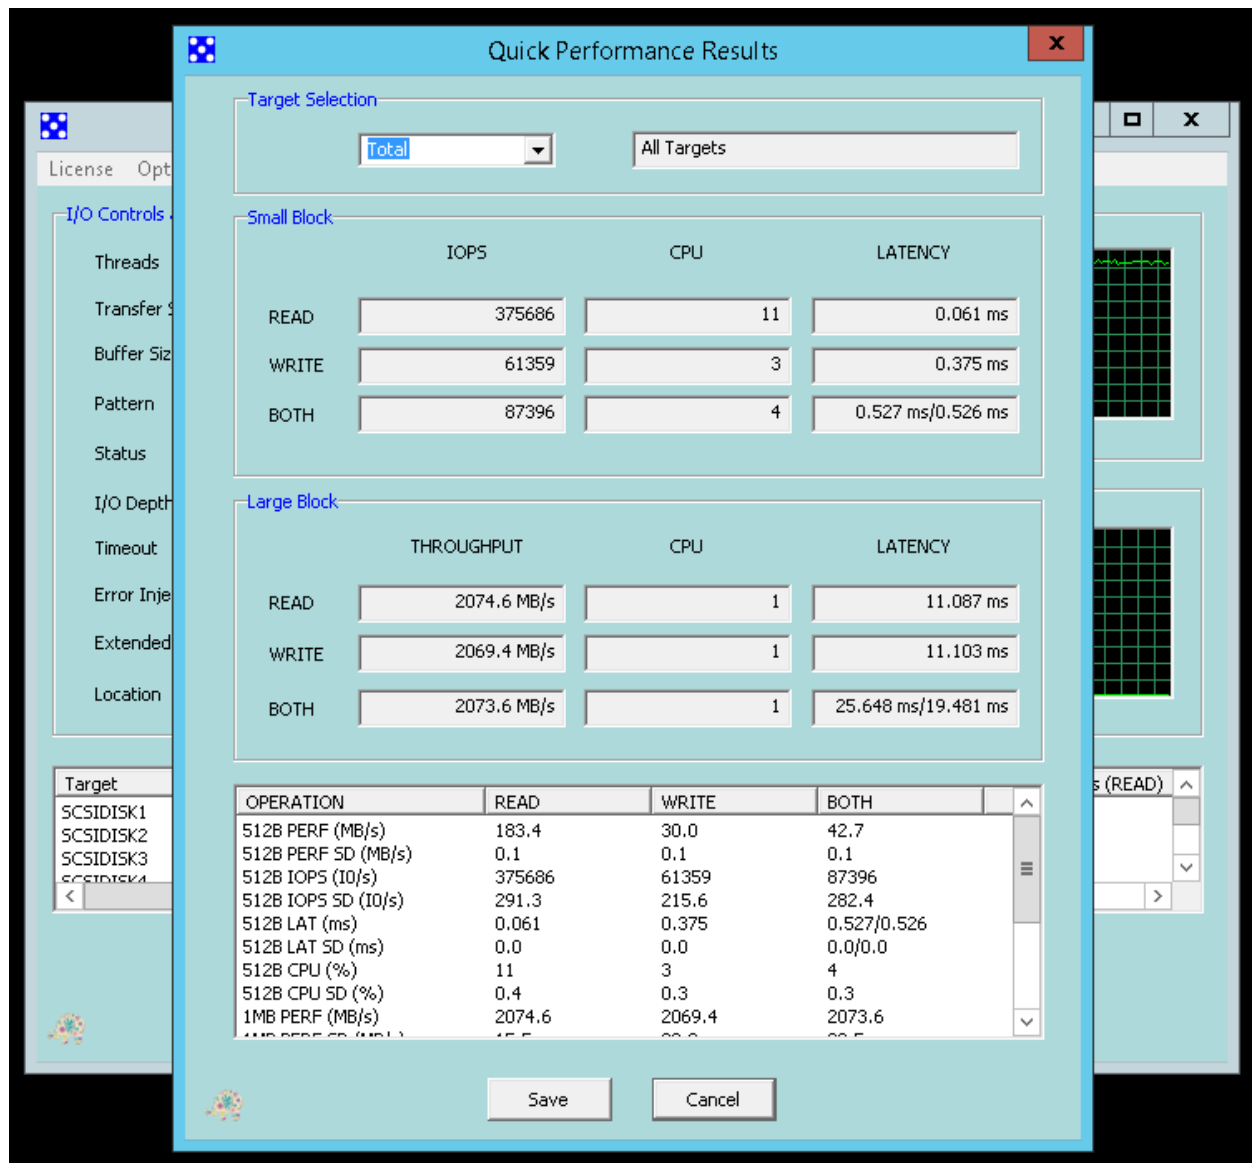 Quick Performance Results
x
x
License Opt
Target Selection
Total All Targets
I/O Controls
Threads
Transfer S
Buffer Siz
Pattern
Status
I/O Depth
Timeout
Error Inje
Extended
Location
Small Block
IOPS CPU LATENCY
READ 375686 11 0.061 ms
WRITE 61359 3 0.375 ms
BOTH 87396 4 0.527 ms/0.526 ms
Large Block
THROUGHPUT CPU LATENCY
READ 2074.6 MB/s 1 11.087 ms
WRITE 2069.4 MB/s 1 11.103 ms
BOTH 2073.6 MB/s 1 25.648 ms/19.481 ms
Target
SCSIDISK1
SCSIDISK2
SCSIDISK3
SCSIDISK4
s (READ)
OPERATION READ WRITE BOTH
512B PERF (MB/s) 183.4 30.0 42.7
512B PERF SD (MB/s) 0.1 0.1 0.1
512B IOPS (IO/s) 375686 61359 87396
512B IOPS SD (IO/s) 291.3 215.6 282.4
512B LAT (ms) 0.061 0.375 0.527/0.526
512B LAT SD (ms) 0.0 0.0 0.0/0.0
512B CPU (%) 11 3 4
512B CPU SD (%) 0.4 0.3 0.3
1MB PERF (MB/s) 2074.6 2069.4 2073.6
Save Cancel